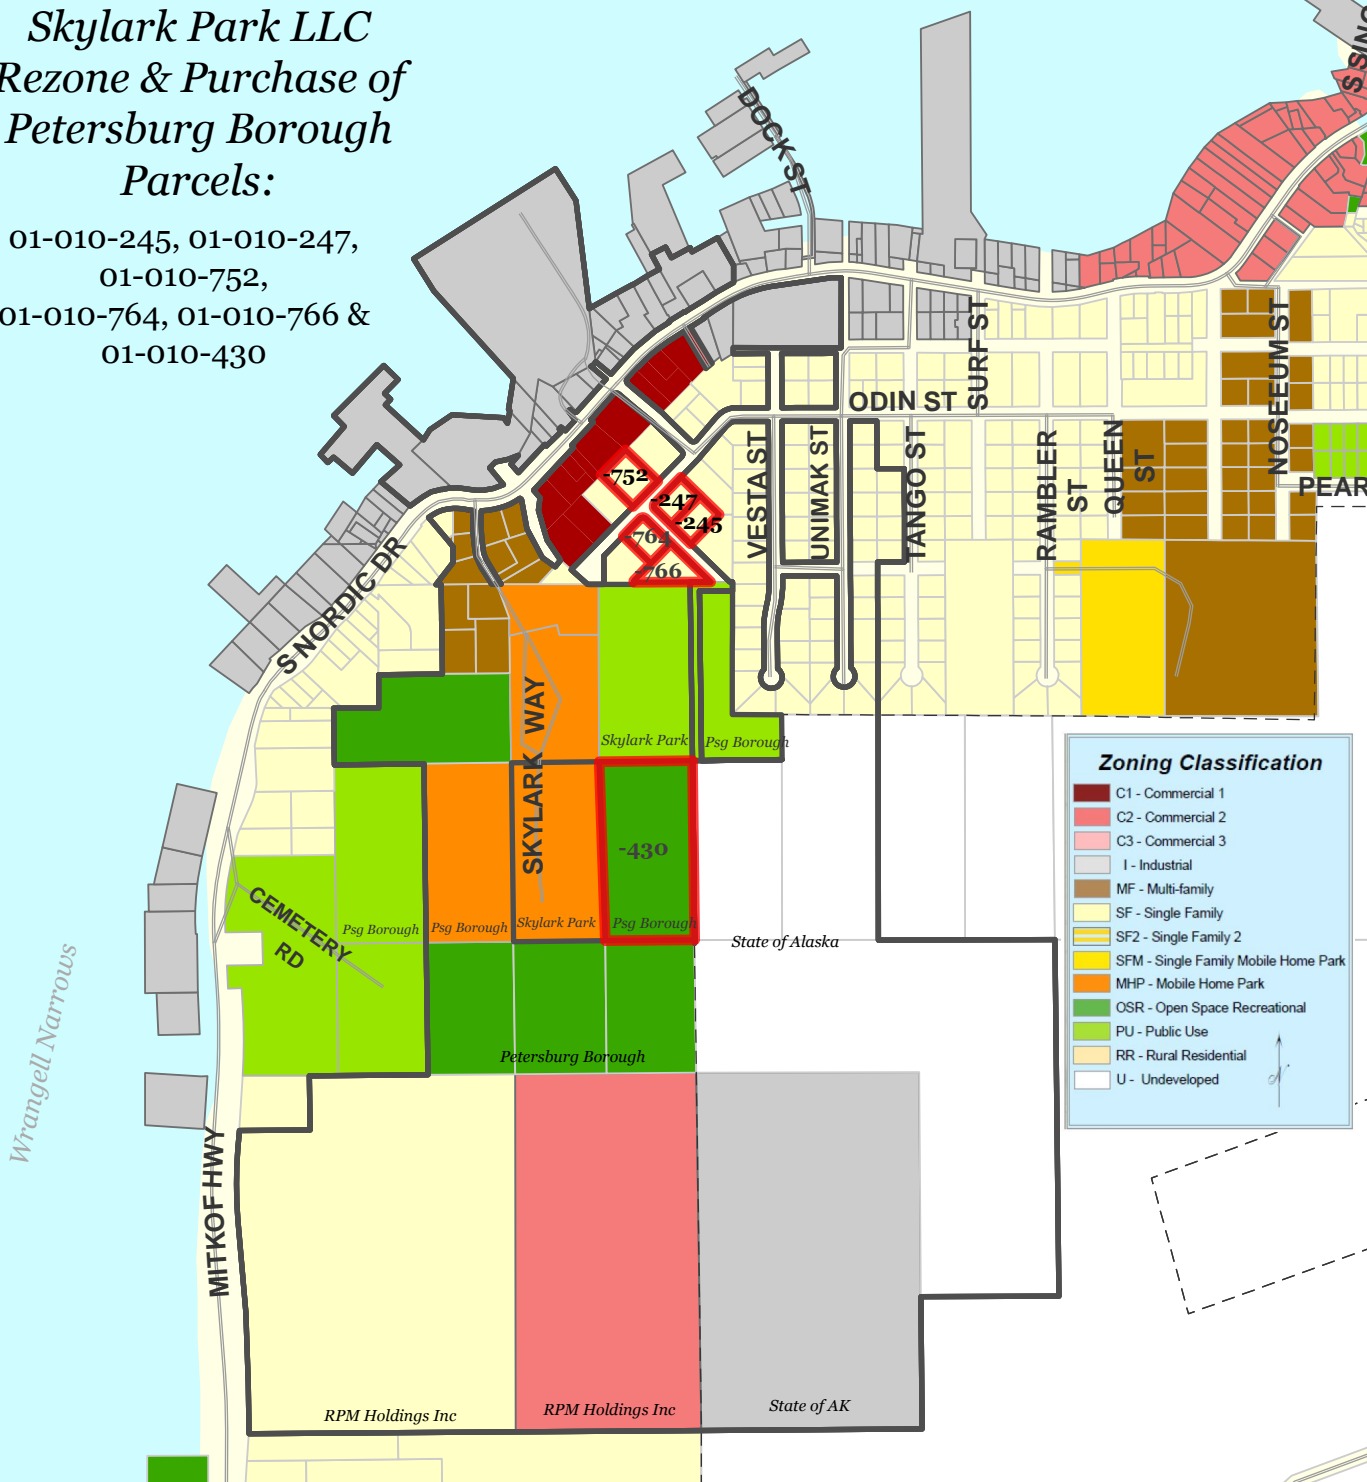 Skylark Park LLC
Rezone & Purchase of
Petersburg Borough
Parcels:
01-010-245, 01-010-247,
01-010-752,
01-010-764, 01-010-766 &
01-010-430
DOCK ST
S SING
ODIN ST
SURF ST
NOSEEUM ST
VESTA ST
UNIMAK ST
TANGO ST
RAMBLER
ST
QUEEN
ST
PEAR
-752
-247
-245
-764
-766
S NORDIC DR
SKYLARK WAY
Skylark Park
Psg Borough
-430
CEMETERY
RD
Psg Borough
Psg Borough
Skylark Park
Psg Borough
State of Alaska
Petersburg Borough
Wrangell Narrows
MITKOF HWY
RPM Holdings Inc
RPM Holdings Inc
State of AK
Zoning Classification
C1 - Commercial 1
C2 - Commercial 2
C3 - Commercial 3
I - Industrial
MF - Multi-family
SF - Single Family
SF2 - Single Family 2
SFM - Single Family Mobile Home Park
MHP - Mobile Home Park
OSR - Open Space Recreational
PU - Public Use
RR - Rural Residential
U - Undeveloped
N